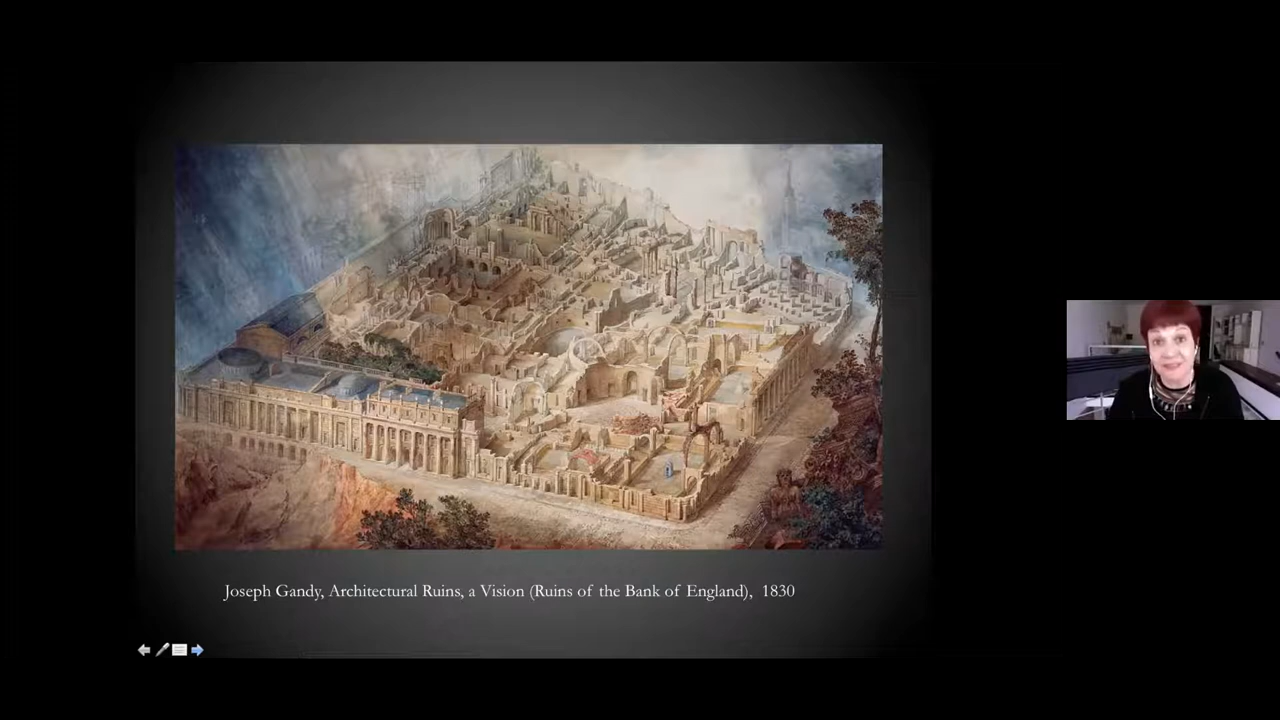 Joseph Gandy, Architectural Ruins, a Vision (Ruins of the Bank of England), 1830